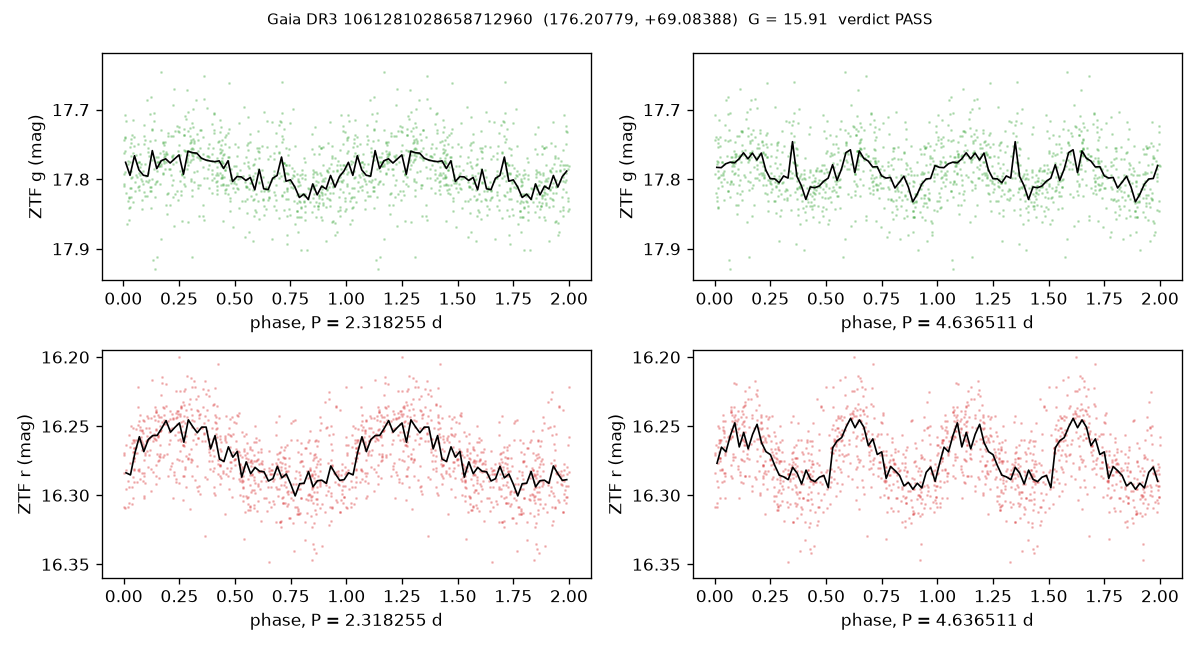 Gaia DR3 1061281028658712960 (176.20779, +69.08388) G = 15.91 verdict PASS
ZTF g (mag)
17.7
17.8
17.9
0.00 0.25 0.50 0.75 1.00 1.25 1.50 1.75 2.00
phase, P = 2.318255 d
ZTF g (mag)
17.7
17.8
17.9
0.00 0.25 0.50 0.75 1.00 1.25 1.50 1.75 2.00
phase, P = 4.636511 d
ZTF r (mag)
16.20
16.25
16.30
16.35
0.00 0.25 0.50 0.75 1.00 1.25 1.50 1.75 2.00
phase, P = 2.318255 d
ZTF r (mag)
16.20
16.25
16.30
16.35
0.00 0.25 0.50 0.75 1.00 1.25 1.50 1.75 2.00
phase, P = 4.636511 d